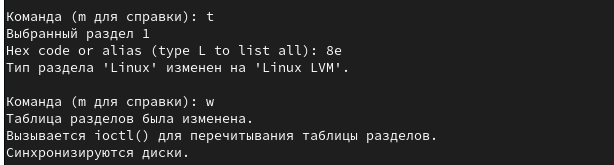 Команда (m для справки): t
Выбранный раздел 1
Hex code or alias (type L to list all): 8e
Тип раздела 'Linux' изменен на 'Linux LVM'.
Команда (m для справки): w
Таблица разделов была изменена.
Вызывается ioctl() для перечитывания таблицы разделов.
Синхронизируются диски.